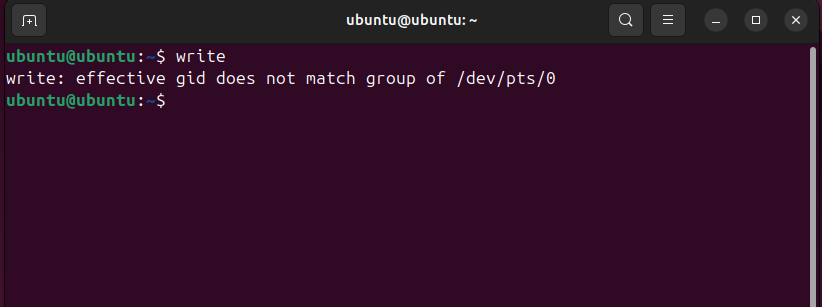 ubuntu@ubuntu: ~
ubuntu@ubuntu:~$ write
write: effective gid does not match group of /dev/pts/0
ubuntu@ubuntu:~$